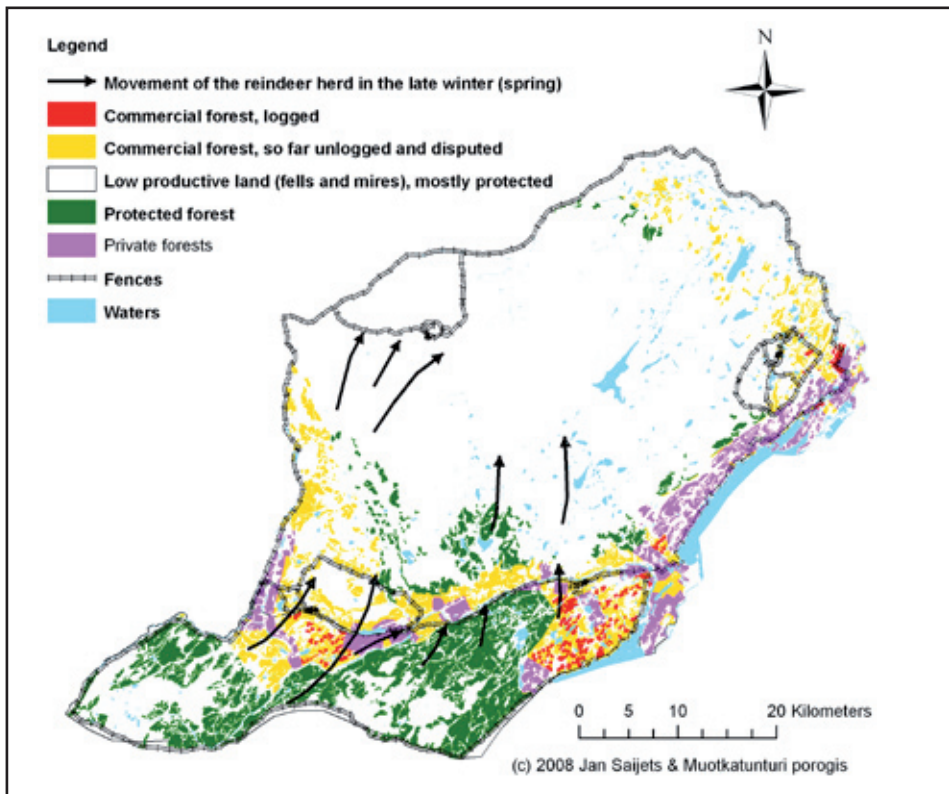 Legend
N
Movement of the reindeer herd in the late winter (spring)
Commercial forest, logged
Commercial forest, so far unlogged and disputed
Low productive land (fells and mires), mostly protected
Protected forest
Private forests
Fences
Waters
0 5 10 20 Kilometers
(c) 2008 Jan Saijets & Muotkatunturi porogis